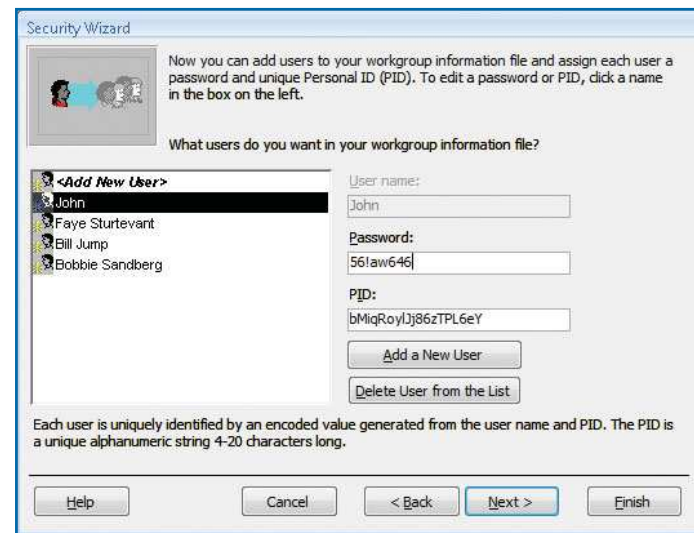 Security Wizard
Now you can add users to your workgroup information file and assign each user a
password and unique Personal ID (PID). To edit a password or PID, click a name
in the box on the left.
What users do you want in your workgroup information file?
<Add New User>
John
Faye Sturtevant
Bill Jump
Bobbie Sandberg
User name:
John
Password:
56!aw646
PID:
bMiqRoylJj86zTPL6eY
Add a New User
Delete User from the List
Each user is uniquely identified by an encoded value generated from the user name and PID. The PID is
a unique alphanumeric string 4-20 characters long.
Help
Cancel
< Back
Next >
Finish